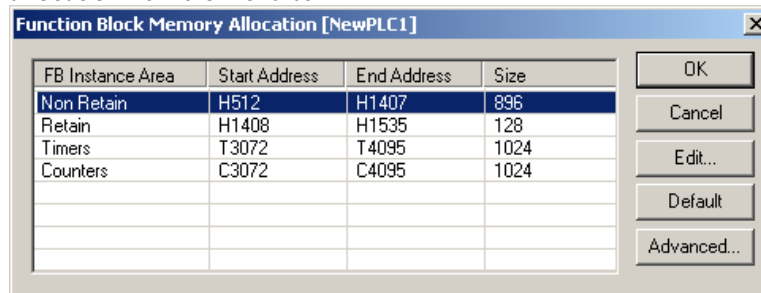 Function Block Memory Allocation [NewPLC1]
FB Instance Area Start Address End Address Size
Non Retain H512 H1407 896
Retain H1408 H1535 128
Timers T3072 T4095 1024
Counters C3072 C4095 1024
OK
Cancel
Edit...
Default
Advanced...